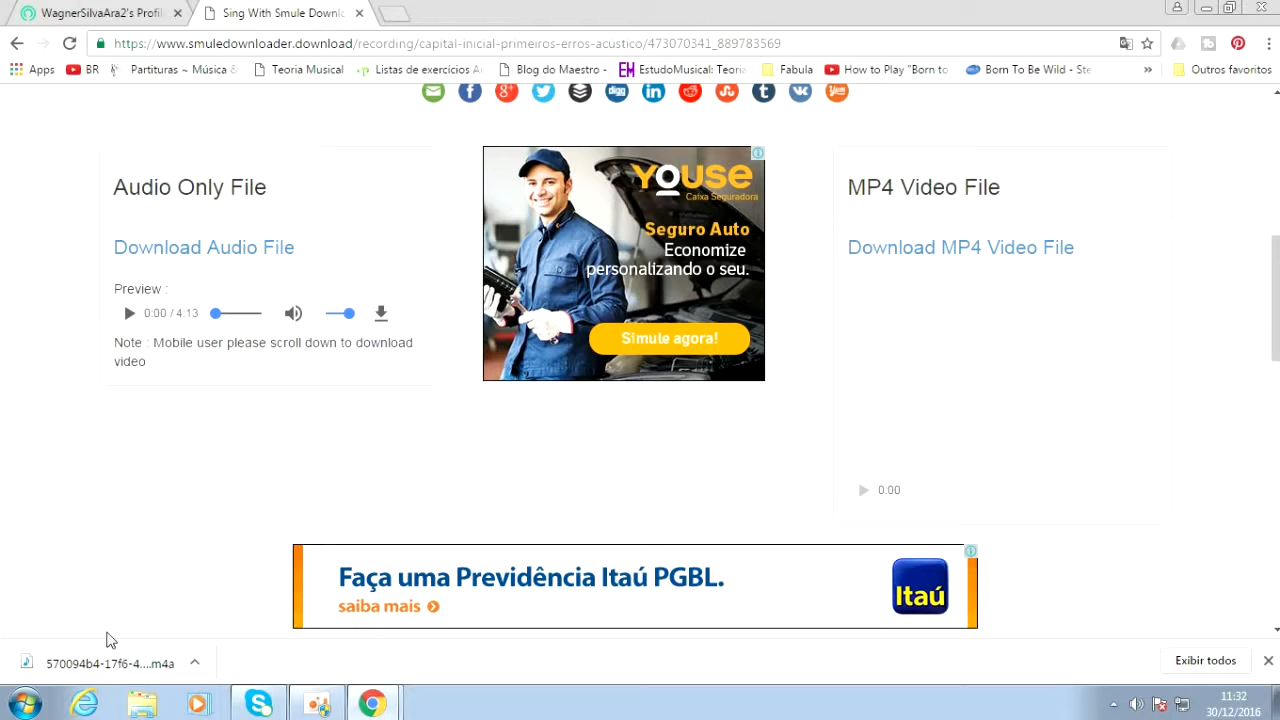 WagnerSilvaAra2's Profil
Sing With Smule Downlo
https://www.smuledownloader.download/recording/capital-inicial-primeiros-erros-acustico/473070341_889783569
Apps
BR
Partituras ~ Música &
Teoria Musical
Listas de exercícios Au
Blog do Maestro -
EM EstudoMusical: Teoria
Fabula
How to Play "Born to
Born To Be Wild - Ste
»
Outros favoritos
digg
Yum
Audio Only File
Download Audio File
Preview :
0:00 / 4:13
Note : Mobile user please scroll down to download
video
YOUSE
Caixa Seguradora
Seguro Auto
Economize
personalizando o seu.
Simule agora!
MP4 Video File
Download MP4 Video File
0:00
Faça uma Previdência Itaú PGBL.
saiba mais
Itaú
570094b4-17f6-4....m4a
Exibir todos
11:32
30/12/2016